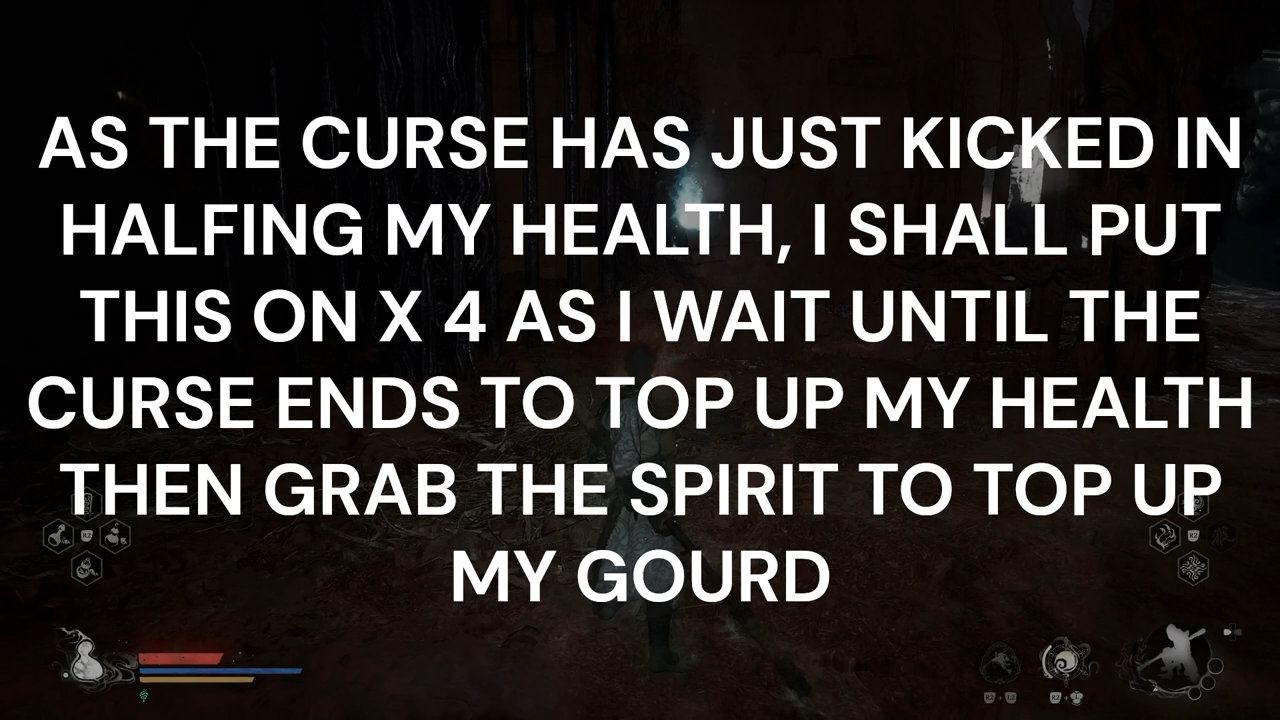 AS THE CURSE HAS JUST KICKED IN
HALFING MY HEALTH, I SHALL PUT
THIS ON X 4 AS I WAIT UNTIL THE
CURSE ENDS TO TOP UP MY HEALTH
THEN GRAB THE SPIRIT TO TOP UP
MY GOURD